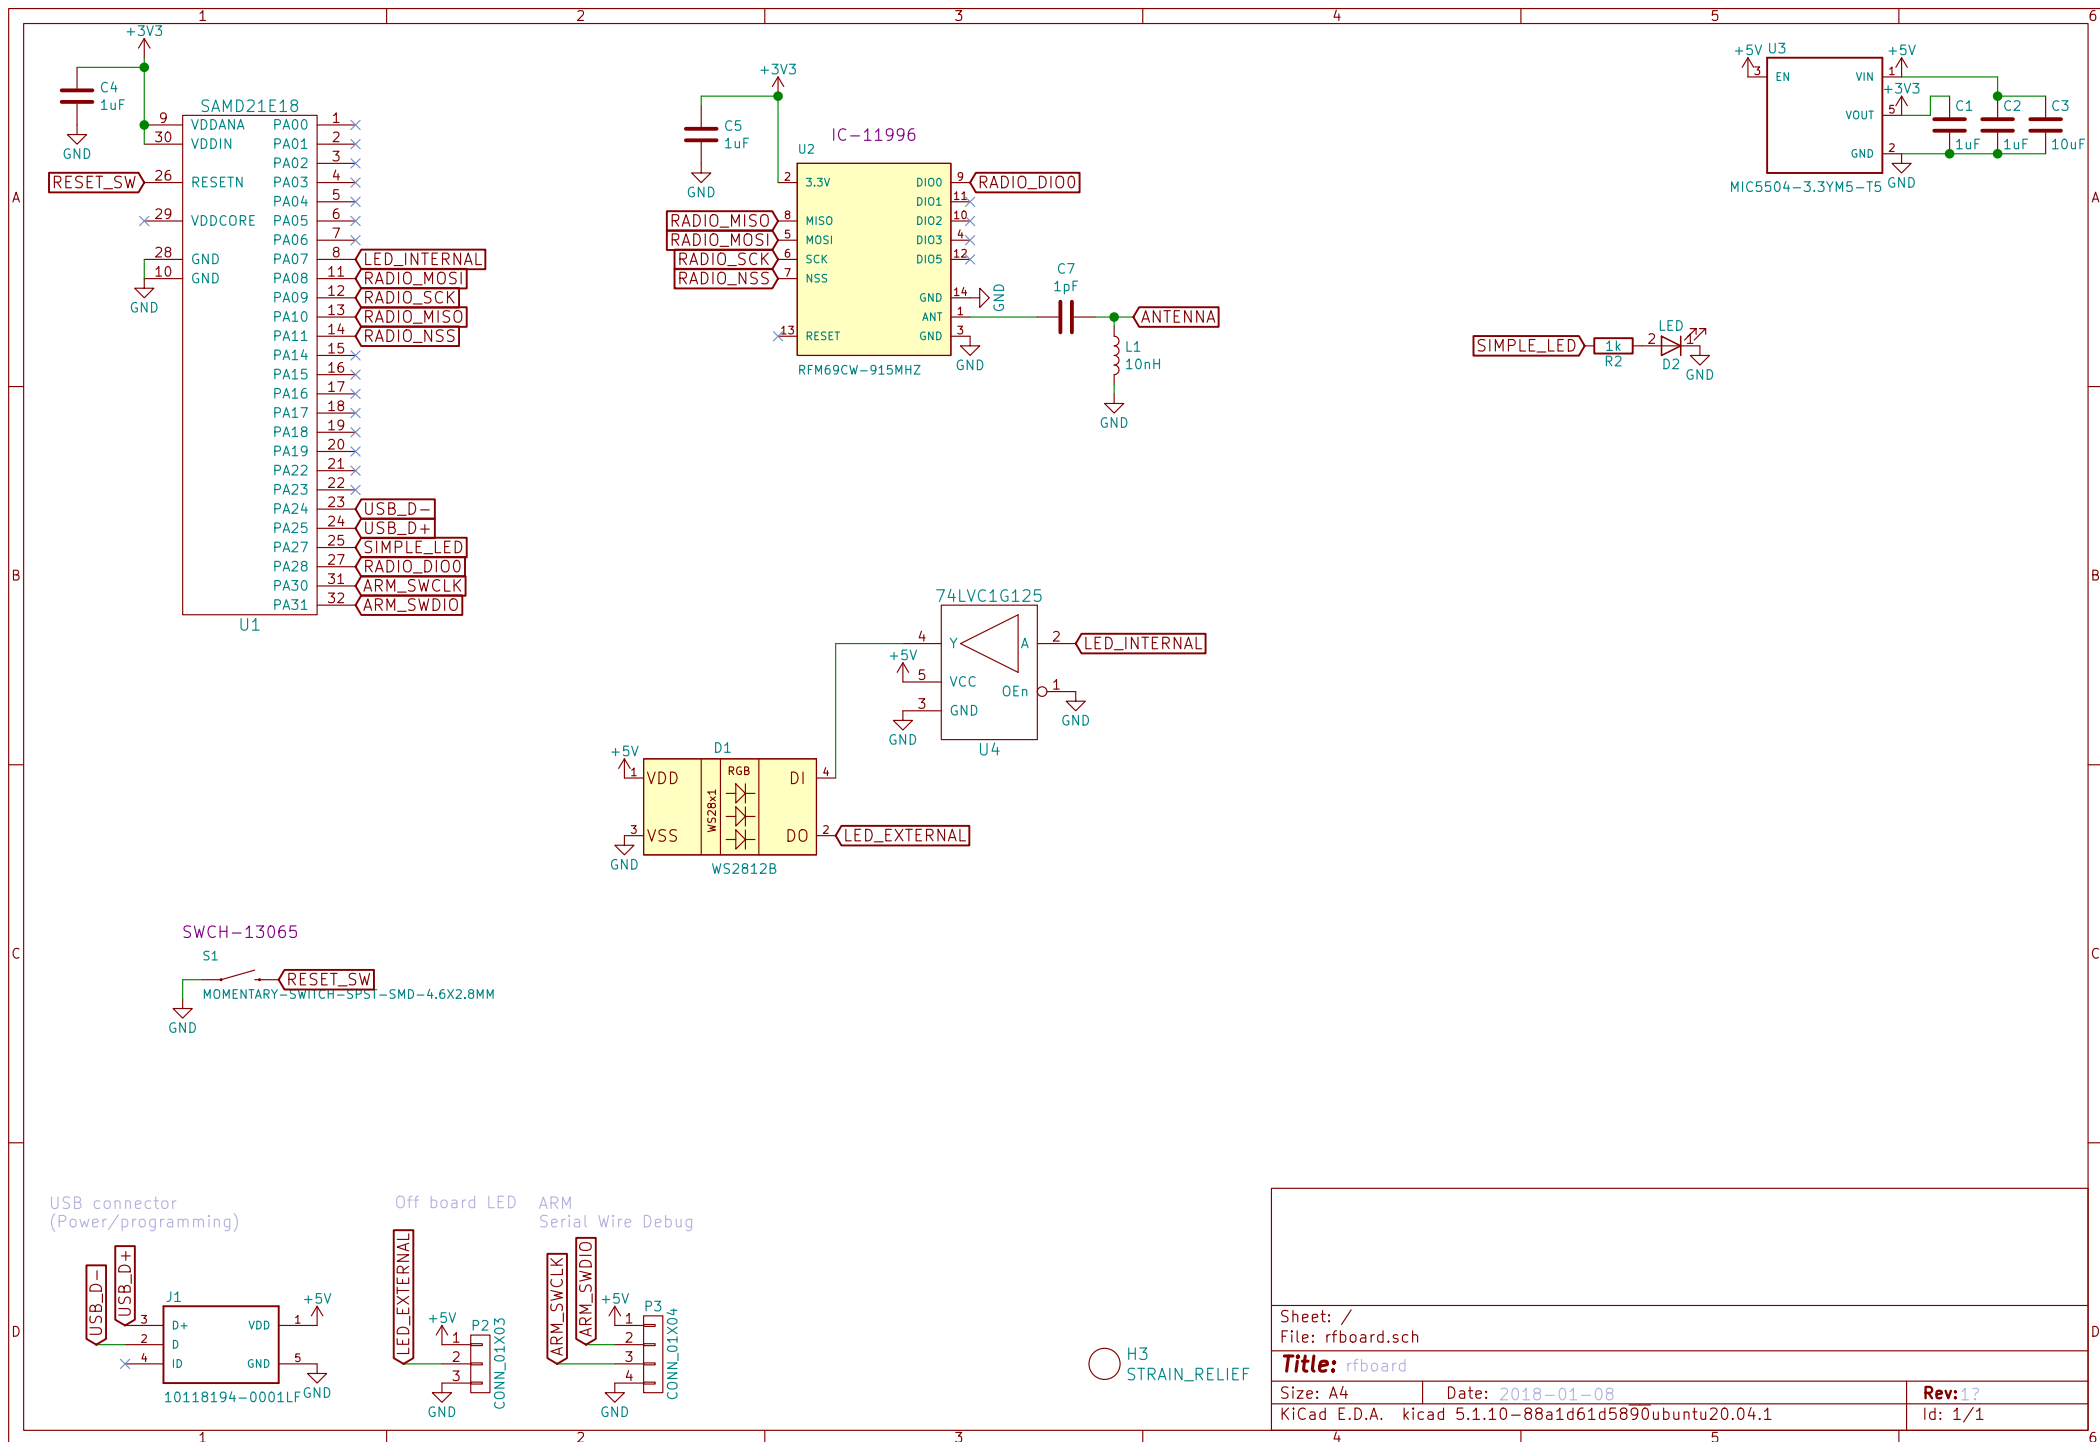 1 2 3 4 5 6
A
B
C
D
+3V3
C4
1uF
GND
SAMD21E18
9 VDDANA PA00 1
30 VDDIN PA01 2
PA02 3
RESET_SW 26 RESETN PA03 4
PA04 5
29 VDDCORE PA05 6
PA06 7
28 GND PA07 8 LED_INTERNAL
10 GND PA08 11 RADIO_MOSI
GND
PA09 12 RADIO_SCK
PA10 13 RADIO_MISO
PA11 14 RADIO_NSS
PA14 15
PA15 16
PA16 17
PA17 18
PA18 19
PA19 20
PA22 21
PA23 22
PA24 23 USB_D-
PA25 24 USB_D+
PA27 25 SIMPLE_LED
PA28 27 RADIO_DIO0
PA30 31 ARM_SWCLK
PA31 32 ARM_SWDIO
U1
+3V3
C5
1uF
GND
IC-11996
U2
2 3.3V DIO0 9 RADIO_DIO0
DIO1 11
RADIO_MISO 8 MISO DIO2 10
RADIO_MOSI 5 MOSI DIO3 4
RADIO_SCK 6 SCK DIO5 12
RADIO_NSS 7 NSS
GND 14 GND
ANT 1
13 RESET GND 3
GND
RFM69CW-915MHZ
C7
1pF
ANTENNA
L1
10nH
GND
+5V U3 +5V
3 EN VIN 1
+3V3
VOUT 5
GND 2
GND
MIC5504-3.3YM5-T5
C1
1uF
C2
1uF
C3
10uF
SIMPLE_LED 1k 2 LED 1
R2 D2 GND
74LVC1G125
4 Y A 2 LED_INTERNAL
+5V
5 VCC
OEn 1
GND
3 GND
GND
U4
+5V D1
1 VDD RGB DI 4
WS28x1
3 VSS DO 2 LED_EXTERNAL
GND
WS2812B
SWCH-13065
S1
RESET_SW
MOMENTARY-SWITCH-SPST-SMD-4.6X2.8MM
GND
USB connector
(Power/programming)
USB_D-
USB_D+
J1 +5V
3 D+ VDD 1
2 D
4 ID GND 5
10118194-0001LF GND
Off board LED
LED_EXTERNAL
+5V P2
1
2
3
CONN_01X03
GND
ARM
Serial Wire Debug
ARM_SWCLK
ARM_SWDIO
+5V P3
1
2
3
4
CONN_01X04
GND
H3
STRAIN_RELIEF
Sheet: /
File: rfboard.sch
Title: rfboard
Size: A4 Date: 2018-01-08 Rev: 1?
KiCad E.D.A. kicad 5.1.10-88a1d61d5890ubuntu20.04.1 Id: 1/1
1 2 3 4 5 6
A
B
C
D